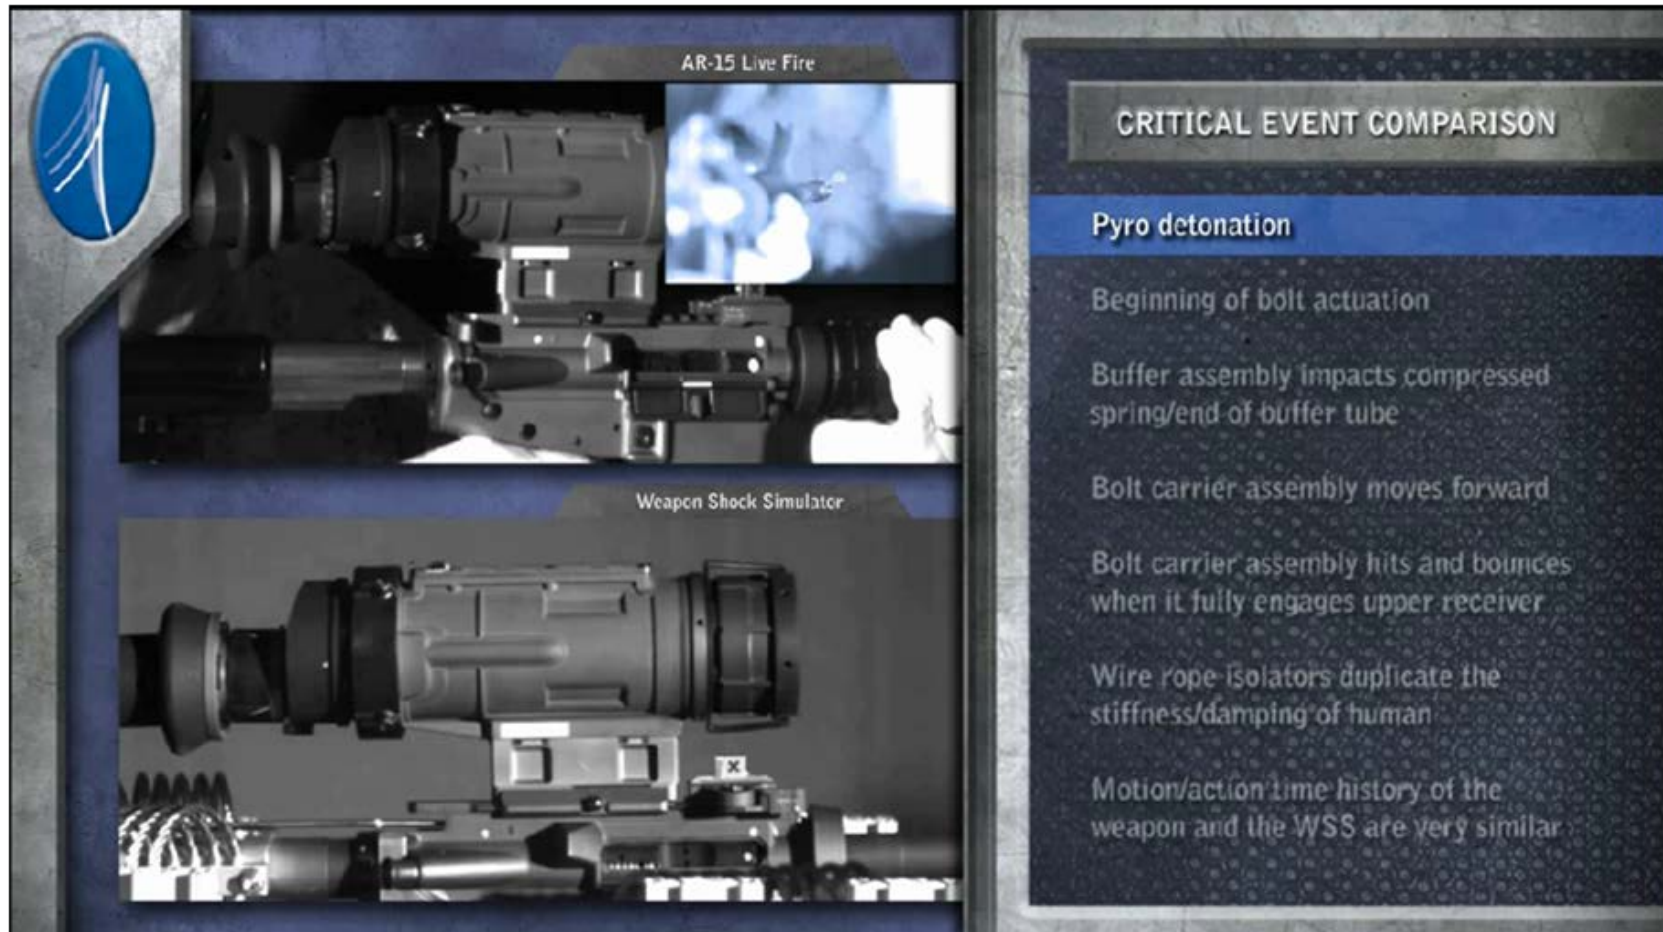 AR-15 Live Fire
CRITICAL EVENT COMPARISON
Pyro detonation
Beginning of bolt actuation
Buffer assembly impacts compressed
spring/end of buffer tube
Bolt carrier assembly moves forward
Bolt carrier assembly hits and bounces
when it fully engages upper receiver
Wire rope isolators duplicate the
stiffness/damping of human
Motion/action time history of the
weapon and the WSS are very similar
Weapon Shock Simulator
X